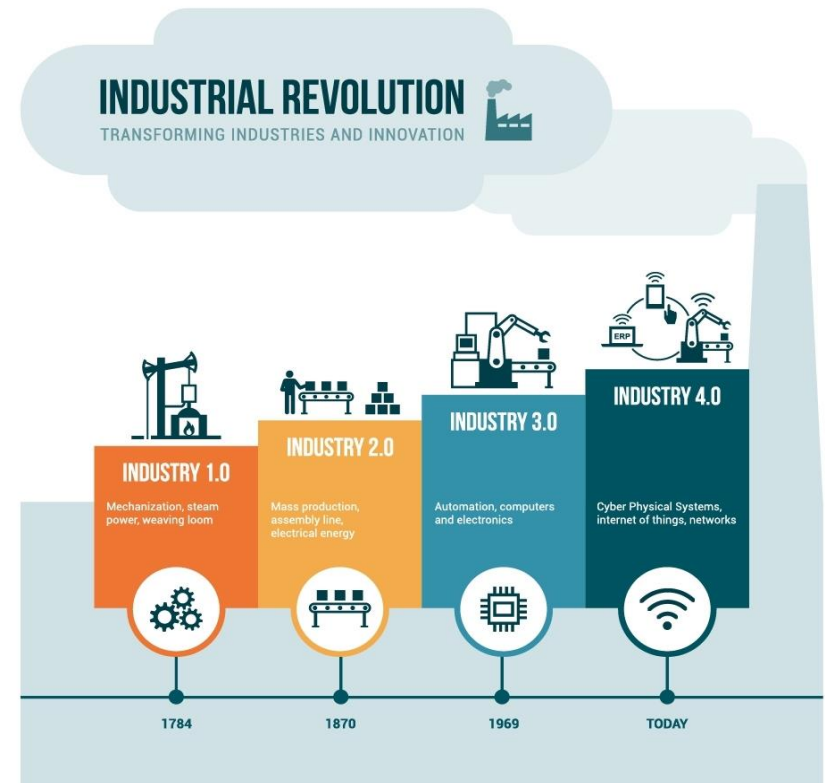 INDUSTRIAL REVOLUTION
TRANSFORMING INDUSTRIES AND INNOVATION
ERP
INDUSTRY 1.0
Mechanization, steam
power, weaving loom
INDUSTRY 2.0
Mass production,
assembly line,
electrical energy
INDUSTRY 3.0
Automation, computers
and electronics
INDUSTRY 4.0
Cyber Physical Systems,
internet of things, networks
1784
1870
1969
TODAY